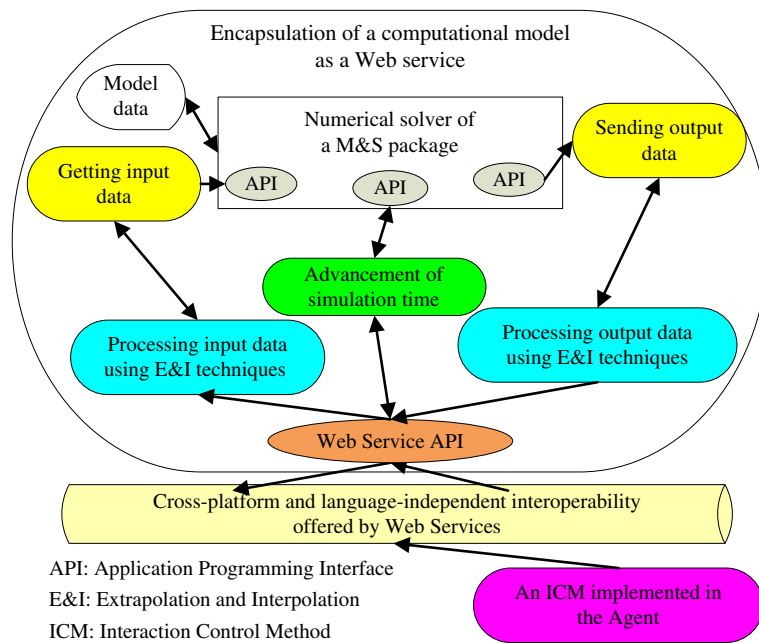 Encapsulation of a computational model
as a Web service
Model
data
Numerical solver of
a M&S package
Sending output
data
Getting input
data
API
API
API
Advancement of
simulation time
Processing input data
using E&I techniques
Processing output data
using E&I techniques
Web Service API
Cross-platform and language-independent interoperability
offered by Web Services
API: Application Programming Interface
E&I: Extrapolation and Interpolation
ICM: Interaction Control Method
An ICM implemented in
the Agent